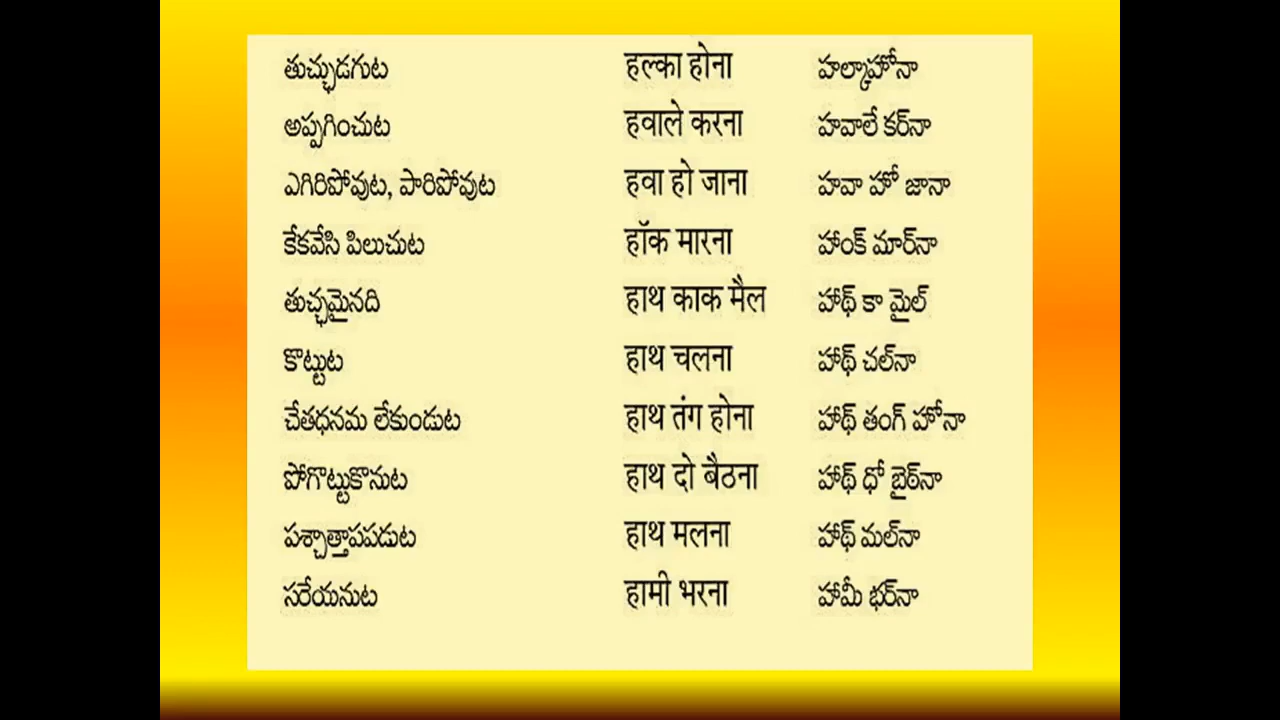 తుచ్ఛుడగుట हल्का होना హల్కాహోనా
అప్పగించుట हवाले करना హవాలే కర్‌నా
ఎగిరిపోవుట, పారిపోవుట हवा हो जाना హవా హో జానా
కేకవేసి పిలుచుట हॉक मारना హాంక్ మార్‌నా
తుచ్ఛమైనది हाथ काक मैल హాథ్ కా మైల్
కొట్టుట हाथ चलना హాథ్ చల్‌నా
చేతధనమ లేకుండుట हाथ तंग होना హాథ్ తంగ్ హోనా
పోగొట్టుకొనుట हाथ दो बैठना హాథ్ ధో బైఠ్‌నా
పశ్చాత్తాపపడుట हाथ मलना హాథ్ మల్‌నా
సరేయనుట हामी भरना హామీ భర్‌నా